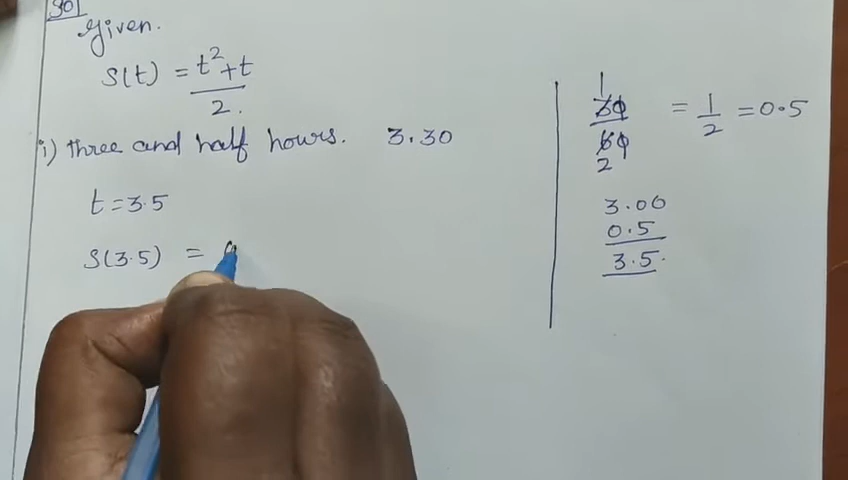 30)
Given.
S(t) = t²+t
2.
i) three and half hours. 3.30
t = 3.5
S(3.5) =
1
30 = 1 = 0.5
60 2
2
3.00
0.5
3.5.